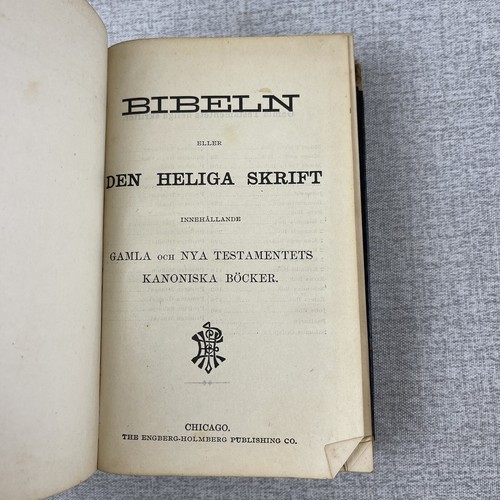 BIBELN
ELLER
DEN HELIGA SKRIFT
INNEHÅLLANDE
GAMLA OCH NYA TESTAMENTETS
KANONISKA BÖCKER.
CHICAGO.
THE ENGBERG-HOLMBERG PUBLISHING CO.